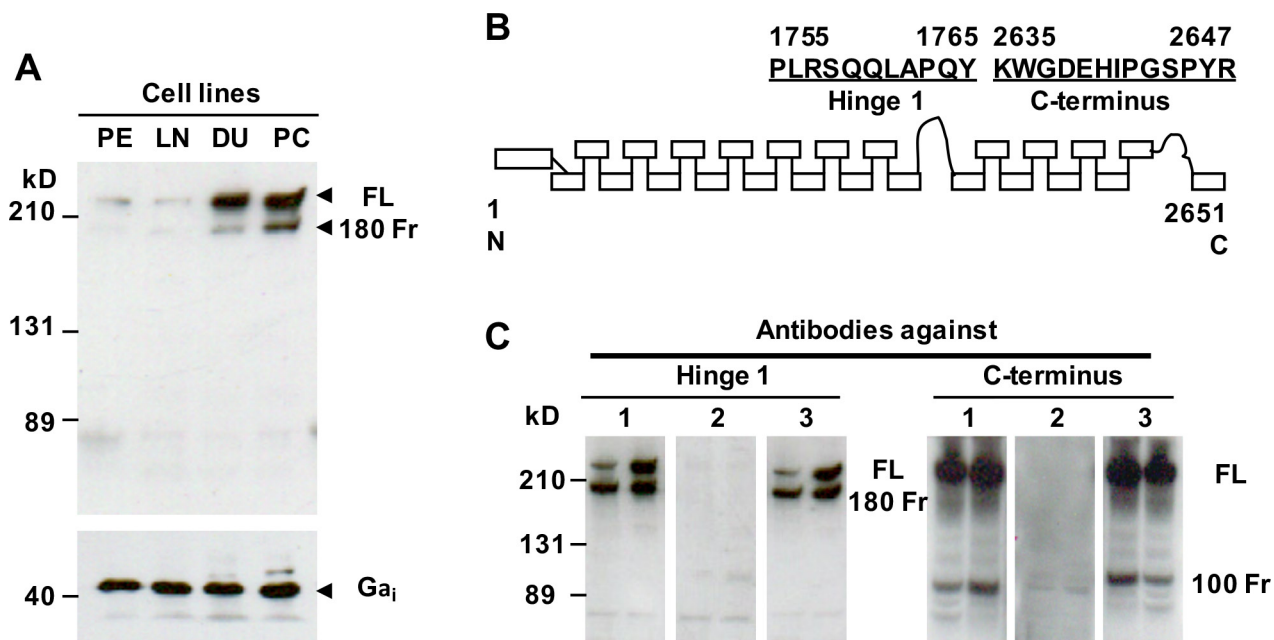 A
Cell lines
PE LN DU PC
kD
210
FL
180 Fr
131
89
40
Gai
B
1755 1765 2635 2647
PLRSQQLAPQY KWGDEHIPGSPYR
Hinge 1 C-terminus
1 2651
N C
C
Antibodies against
Hinge 1 C-terminus
kD 1 2 3 1 2 3
210 FL FL
180 Fr
131
89 100 Fr